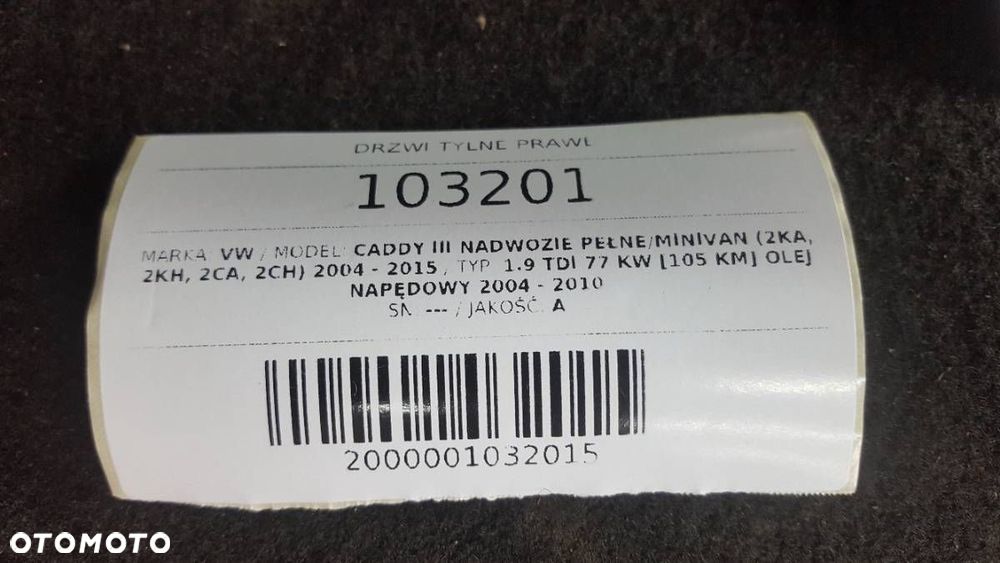 DRZWI TYLNE PRAWE
103201
MARKA: VW / MODEL: CADDY III NADWOZIE PEŁNE/MINIVAN (2KA,
2KH, 2CA, 2CH) 2004 - 2015 / TYP: 1.9 TDI 77 KW [105 KM] OLEJ
NAPĘDOWY 2004 - 2010
SN: --- / JAKOŚĆ: A
2000001032015
OTOMOTO